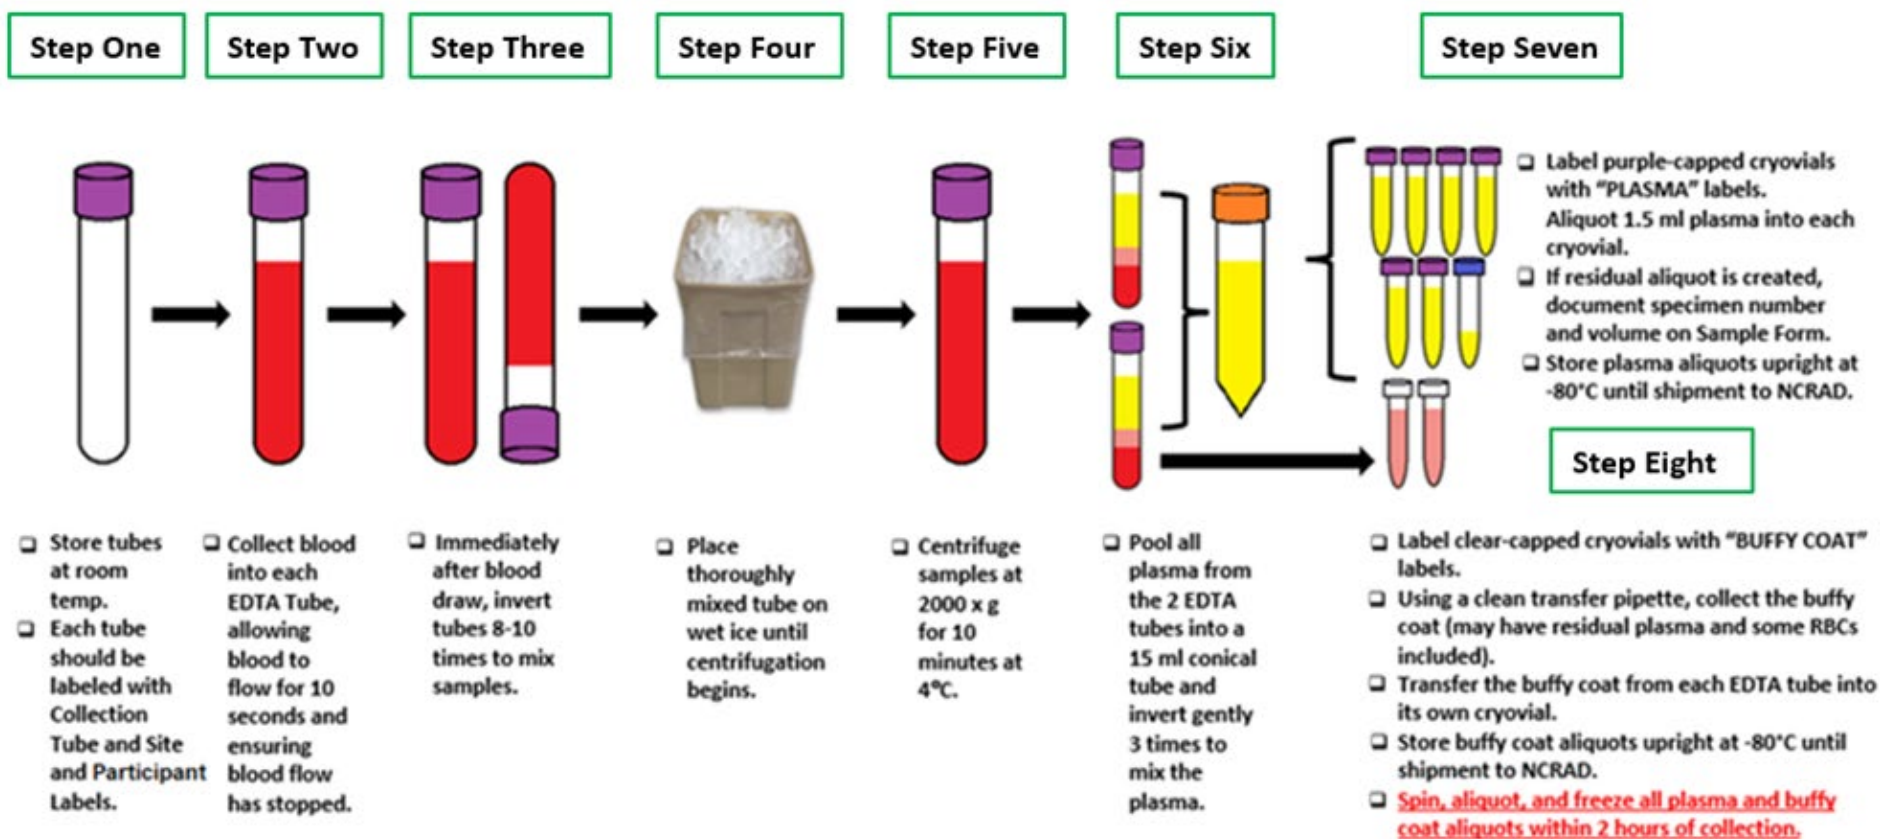 Step One
Step Two
Step Three
Step Four
Step Five
Step Six
Step Seven
❑ Label purple-capped cryovials
with “PLASMA” labels.
Aliquot 1.5 ml plasma into each
cryovial.
❑ If residual aliquot is created,
document specimen number
and volume on Sample Form.
❑ Store plasma aliquots upright at
-80°C until shipment to NCRAD.
Step Eight
❑ Store tubes
at room
temp.
❑ Each tube
should be
labeled with
Collection
Tube and Site
and Participant
Labels.
❑ Collect blood
into each
EDTA Tube,
allowing
blood to
flow for 10
seconds and
ensuring
blood flow
has stopped.
❑ Immediately
after blood
draw, invert
tubes 8-10
times to mix
samples.
❑ Place
thoroughly
mixed tube on
wet ice until
centrifugation
begins.
❑ Centrifuge
samples at
2000 x g
for 10
minutes at
4°C.
❑ Pool all
plasma from
the 2 EDTA
tubes into a
15 ml conical
tube and
invert gently
3 times to
mix the
plasma.
❑ Label clear-capped cryovials with “BUFFY COAT”
labels.
❑ Using a clean transfer pipette, collect the buffy
coat (may have residual plasma and some RBCs
included).
❑ Transfer the buffy coat from each EDTA tube into
its own cryovial.
❑ Store buffy coat aliquots upright at -80°C until
shipment to NCRAD.
❑ Spin, aliquot, and freeze all plasma and buffy
coat aliquots within 2 hours of collection.